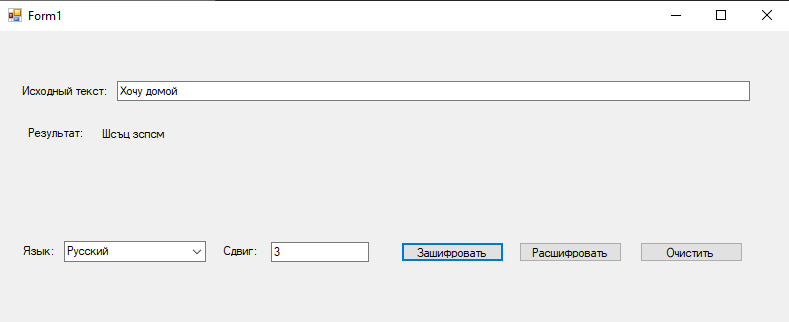 Form1
Исходный текст: Хочу домой
Результат: Шсъц зспсм
Язык: Русский Сдвиг: 3 Зашифровать Расшифровать Очистить